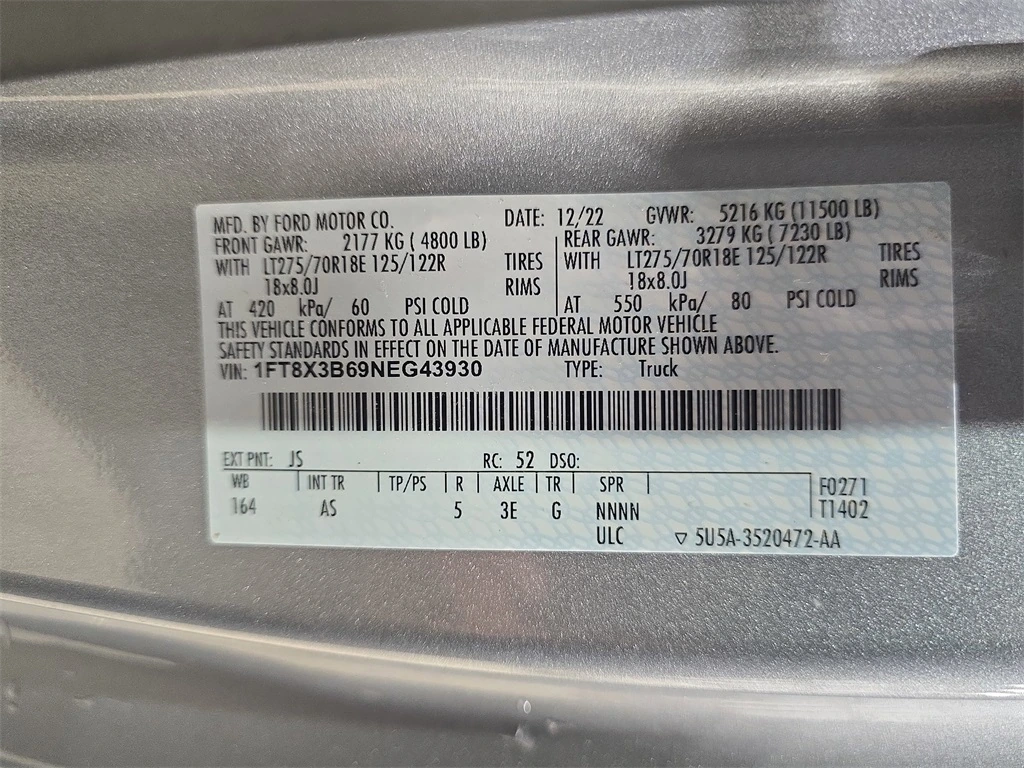 MFD. BY FORD MOTOR CO. DATE: 12/22 GVWR: 5216 KG (11500 LB)
FRONT GAWR: 2177 KG ( 4800 LB) REAR GAWR: 3279 KG ( 7230 LB)
WITH LT275/70R18E 125/122R TIRES WITH LT275/70R18E 125/122R TIRES
18x8.0J RIMS 18x8.0J RIMS
AT 420 kPa/ 60 PSI COLD AT 550 kPa/ 80 PSI COLD
THIS VEHICLE CONFORMS TO ALL APPLICABLE FEDERAL MOTOR VEHICLE
SAFETY STANDARDS IN EFFECT ON THE DATE OF MANUFACTURE SHOWN ABOVE.
VIN: 1FT8X3B69NEG43930 TYPE: Truck
EXT PNT: JS RC: 52 DSO:
WB INT TR TP/PS R AXLE TR SPR F0271
164 AS 5 3E G NNNN T1402
ULC ▽ 5U5A-3520472-AA